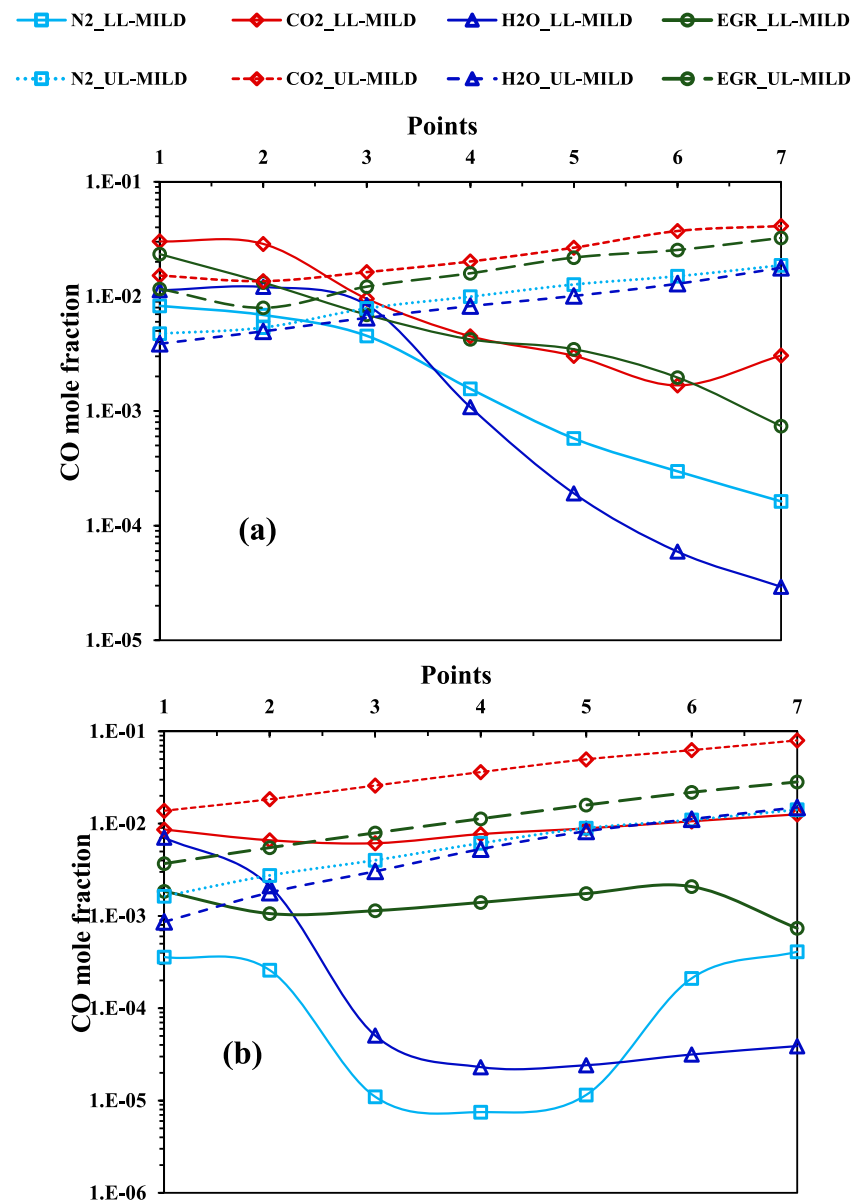 N2_LL-MILD CO2_LL-MILD H2O_LL-MILD EGR_LL-MILD
N2_UL-MILD CO2_UL-MILD H2O_UL-MILD EGR_UL-MILD
Points
1 2 3 4 5 6 7
1.E-01
1.E-02
1.E-03
1.E-04
1.E-05
CO mole fraction
(a)
Points
1 2 3 4 5 6 7
1.E-01
1.E-02
1.E-03
1.E-04
1.E-05
1.E-06
CO mole fraction
(b)